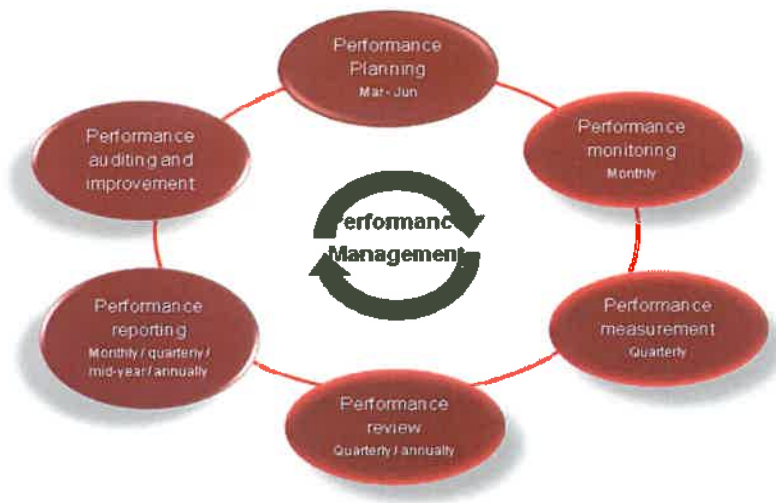 Performance
Planning
Mar - Jun
Performance
monitoring
Monthly
Performance
measurement
Quarterly
Performance
review
Quarterly / annually
Performance
reporting
Monthly / quarterly /
mid-year / annually
Performance
auditing and
improvement
Performance
Management